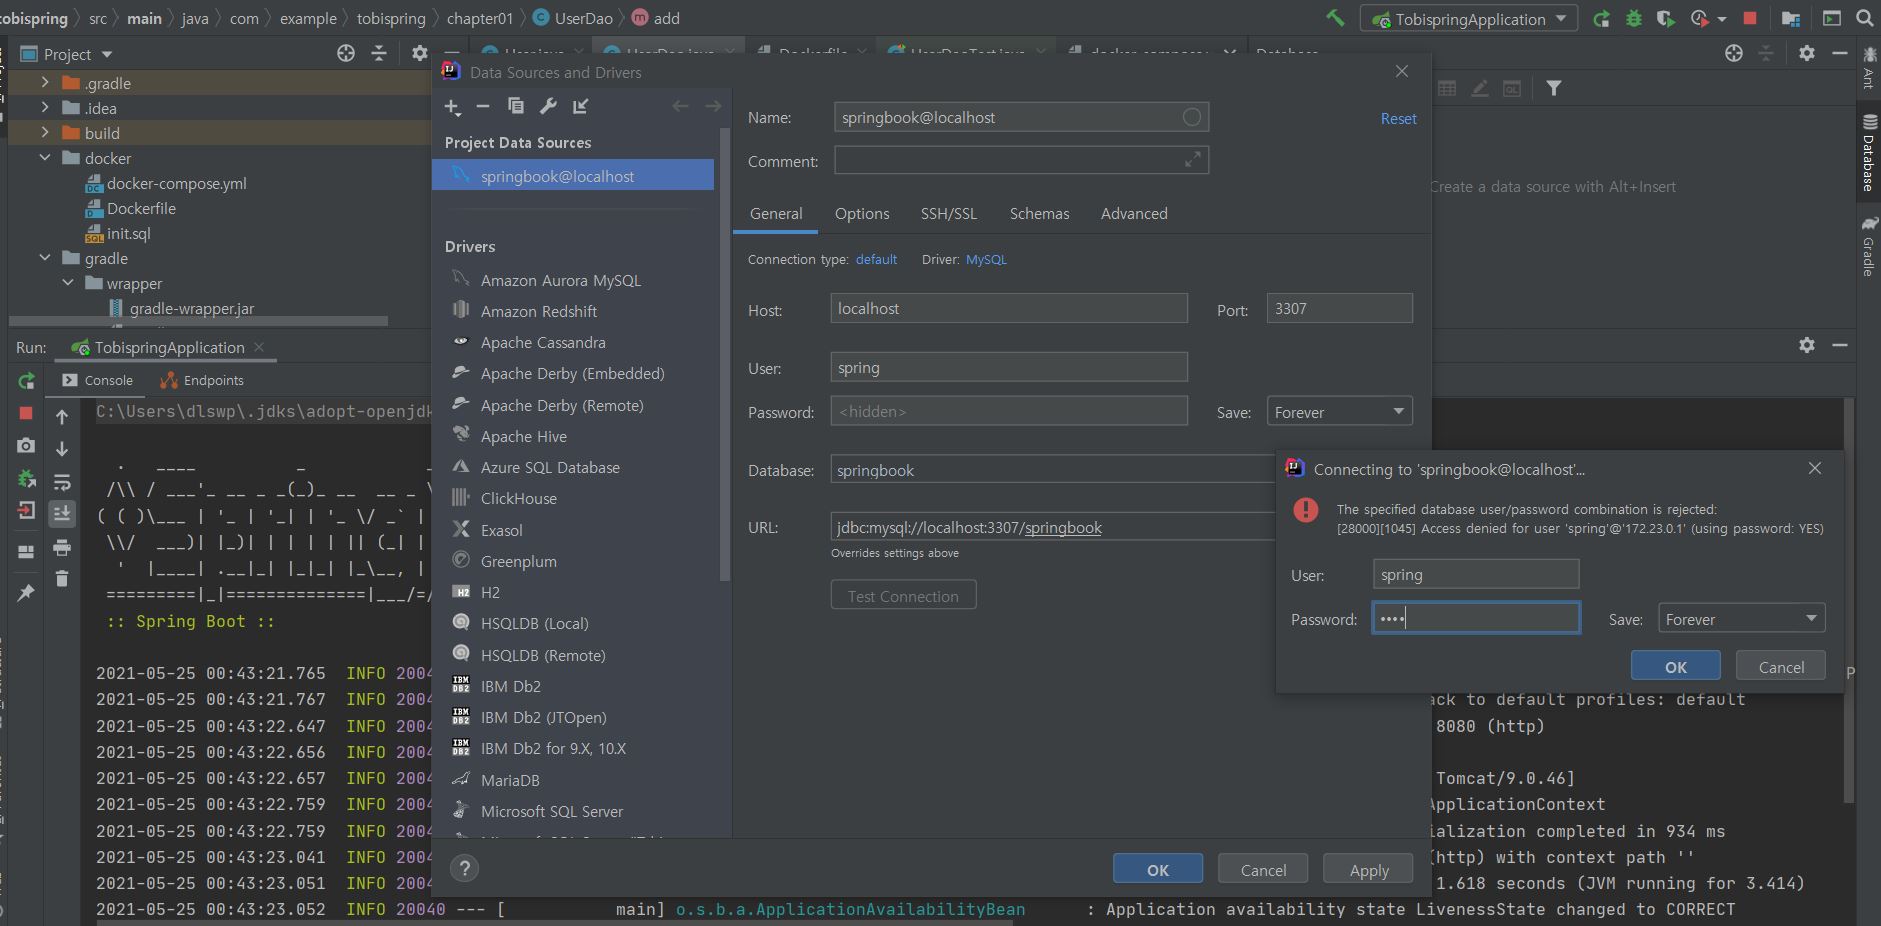 tobispring
src
main
java
com
example
tobispring
chapter01
UserDao
add
TobispringApplication
Project
User.java
UserDao.java
Dockerfile
UserDaoTest.java
Database
.gradle
.idea
build
docker
docker-compose.yml
Dockerfile
init.sql
gradle
wrapper
gradle-wrapper.jar
Run:
TobispringApplication
Console
Endpoints
C:\Users\dlswp\.jdks\adopt-openjdk
:: Spring Boot ::
2021-05-25 00:43:21.765 INFO 2004
2021-05-25 00:43:21.767 INFO 2004
2021-05-25 00:43:22.647 INFO 2004
2021-05-25 00:43:22.656 INFO 2004
2021-05-25 00:43:22.657 INFO 2004
2021-05-25 00:43:22.759 INFO 2004
2021-05-25 00:43:22.759 INFO 2004
2021-05-25 00:43:23.041 INFO 2004
2021-05-25 00:43:23.051 INFO 2004
2021-05-25 00:43:23.052 INFO 20040 --- [ main] o.s.b.a.ApplicationAvailabilityBean : Application availability state LivenessState changed to CORRECT
Data Sources and Drivers
Project Data Sources
springbook@localhost
Drivers
Amazon Aurora MySQL
Amazon Redshift
Apache Cassandra
Apache Derby (Embedded)
Apache Derby (Remote)
Apache Hive
Azure SQL Database
ClickHouse
Exasol
Greenplum
H2
HSQLDB (Local)
HSQLDB (Remote)
IBM Db2
IBM Db2 (JTOpen)
IBM Db2 for 9.X, 10.X
MariaDB
Microsoft SQL Server
Name:
springbook@localhost
Reset
Comment:
General
Options
SSH/SSL
Schemas
Advanced
Connection type: default
Driver: MySQL
Host:
localhost
Port:
3307
User:
spring
Password:
<hidden>
Save:
Forever
Database:
springbook
URL:
jdbc:mysql://localhost:3307/springbook
Overrides settings above
Test Connection
OK
Cancel
Apply
Create a data source with Alt+Insert
Ant
Database
Gradle
Connecting to 'springbook@localhost'...
The specified database user/password combination is rejected:
[28000][1045] Access denied for user 'spring'@'172.23.0.1' (using password: YES)
User:
spring
Password:
••••
Save:
Forever
OK
Cancel
ack to default profiles: default
8080 (http)
Tomcat/9.0.46]
ApplicationContext
ialization completed in 934 ms
(http) with context path ''
1.618 seconds (JVM running for 3.414)